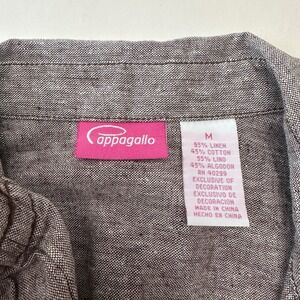 Pappagallo
M
55% LINEN
45% COTTON
55% LINO
45% ALGODON
RN 40299
EXCLUSIVE OF
DECORATION
EXCLUSIVO DE
DECORACION
MADE IN CHINA
HECHO EN CHINA